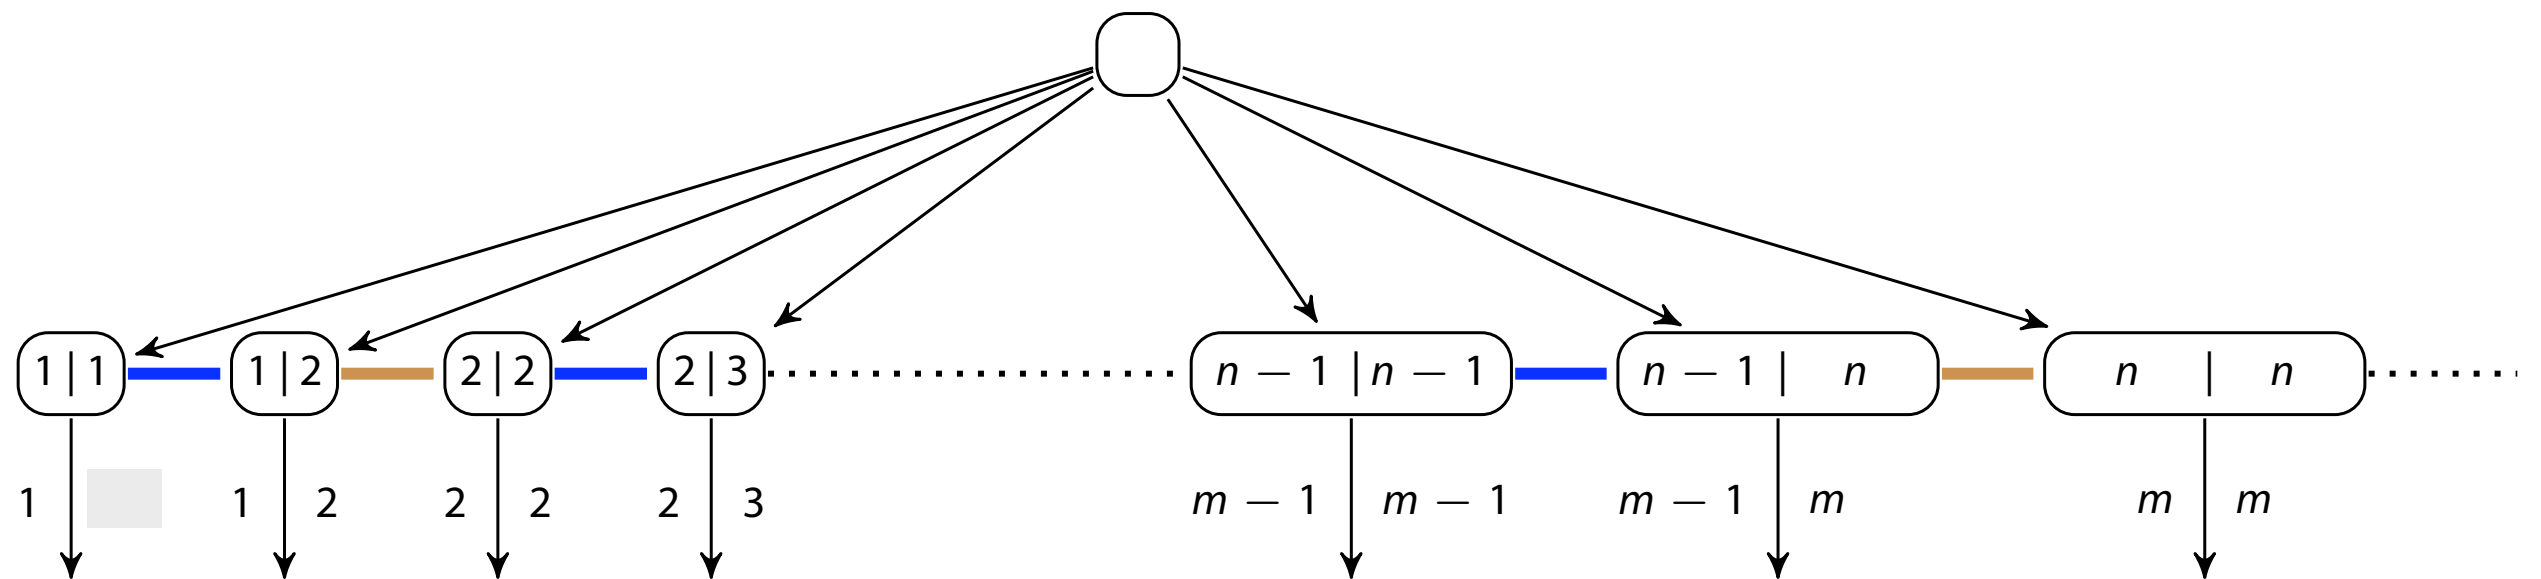 1 | 1 1 | 2 2 | 2 2 | 3 n − 1 | n − 1 n − 1 | n n | n
1 1 2 2 2 2 3 m − 1 m − 1 m − 1 m m m